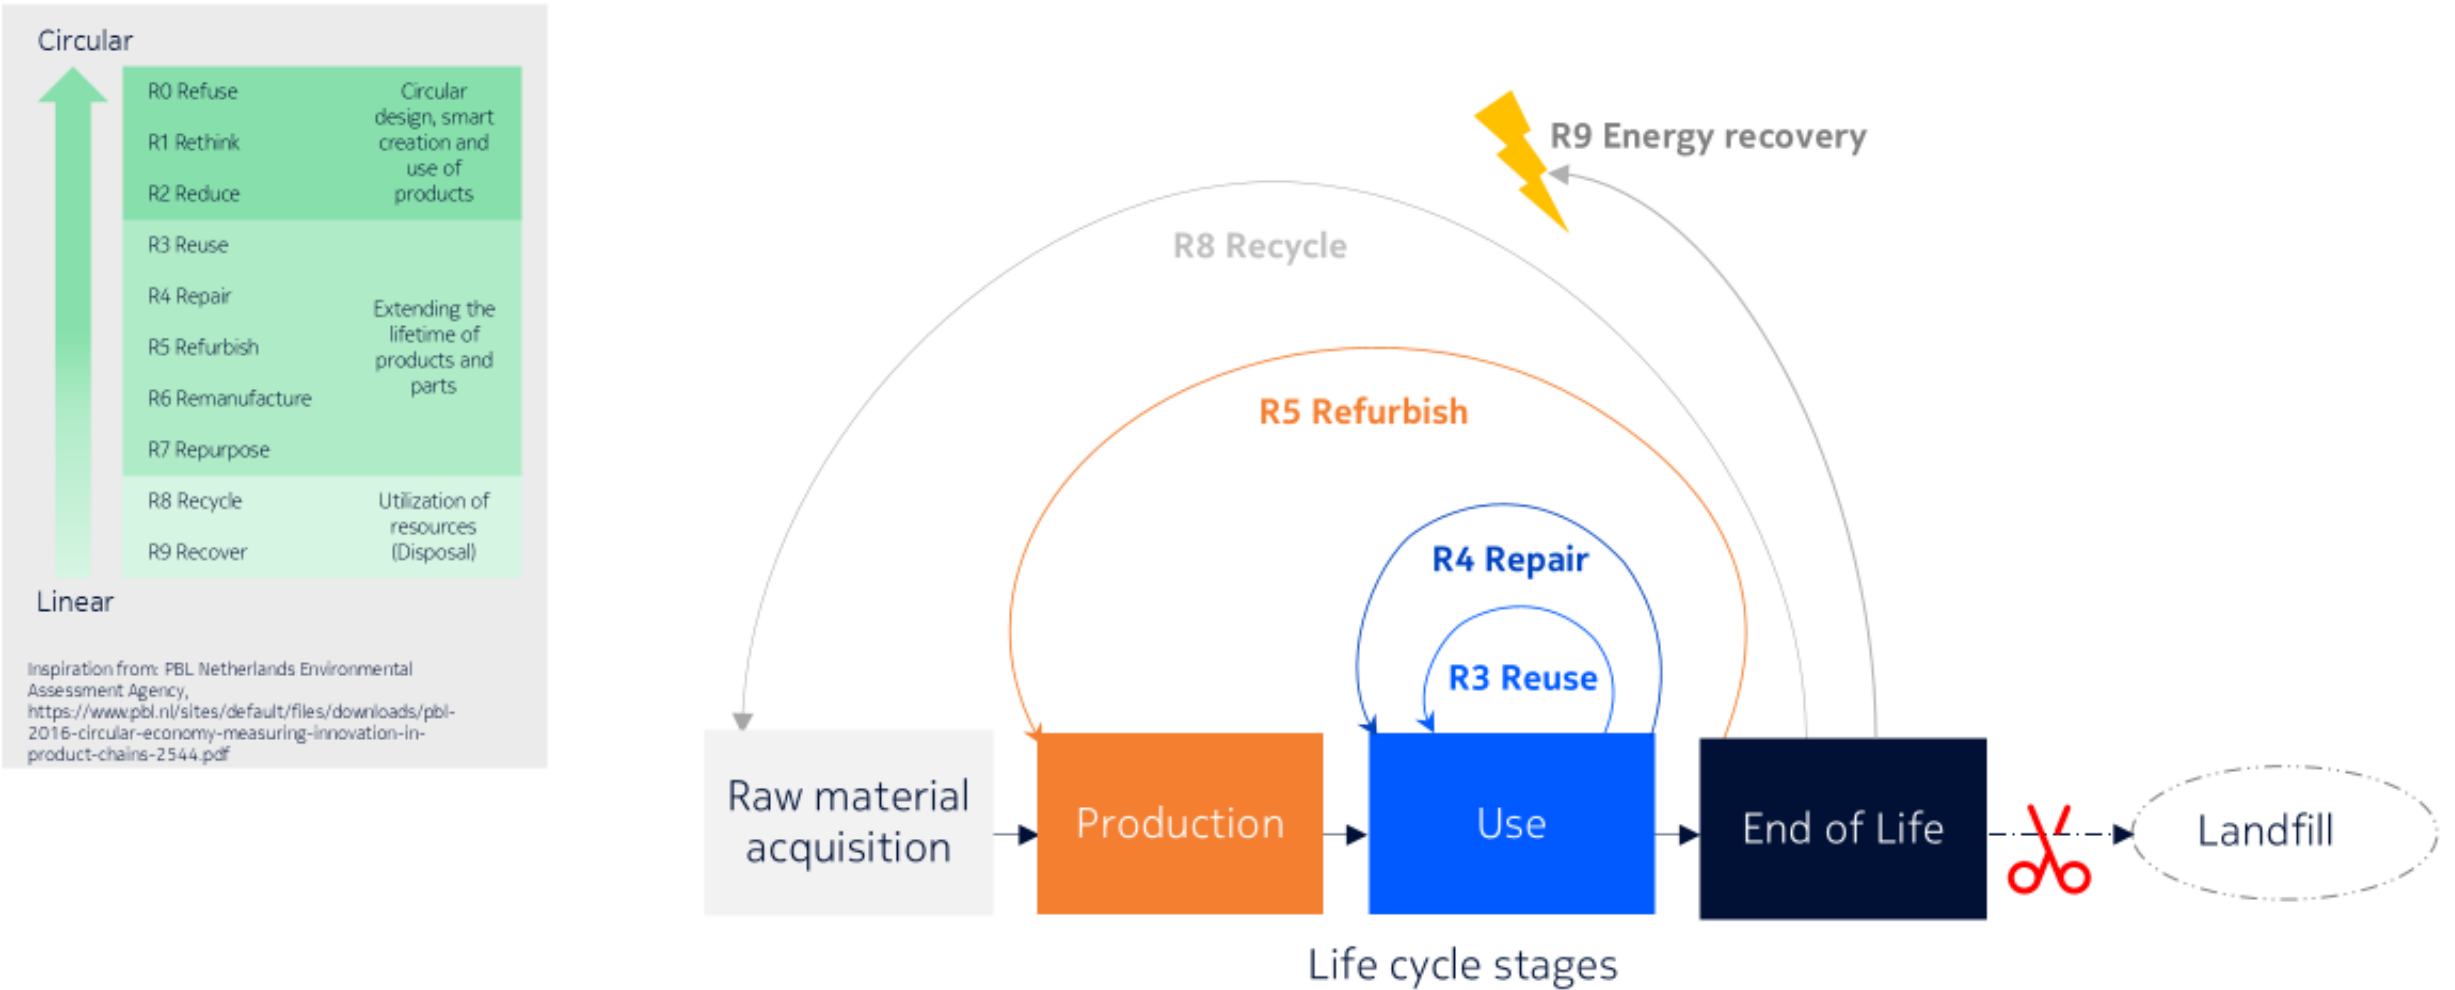 Circular
R0 Refuse
R1 Rethink
R2 Reduce
Circular
design, smart
creation and
use of
products
R3 Reuse
R4 Repair
R5 Refurbish
R6 Remanufacture
R7 Repurpose
Extending the
lifetime of
products and
parts
R8 Recycle
R9 Recover
Utilization of
resources
(Disposal)
Linear
Inspiration from: PBL Netherlands Environmental
Assessment Agency,
https://www.pbl.nl/sites/default/files/downloads/pbl-
2016-circular-economy-measuring-innovation-in-
product-chains-2544.pdf
R9 Energy recovery
R8 Recycle
R5 Refurbish
R4 Repair
R3 Reuse
Raw material
acquisition
Production
Use
End of Life
Landfill
Life cycle stages